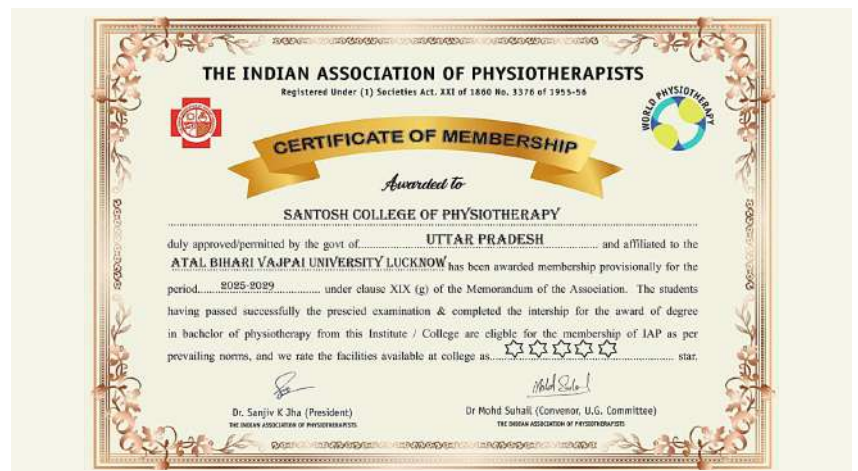 THE INDIAN ASSOCIATION OF PHYSIOTHERAPISTS
Registered Under (1) Societies Act. XXI of 1860 No. 3376 of 1955-56
WORLD PHYSIOTHERAPY
CERTIFICATE OF MEMBERSHIP
Awarded to
SANTOSH COLLEGE OF PHYSIOTHERAPY
duly approved/permitted by the govt of UTTAR PRADESH and affiliated to the
ATAL BIHARI VAJPAI UNIVERSITY LUCKNOW has been awarded membership provisionally for the
period 2025-2029 under clause XIX (g) of the Memorandum of the Association. The students
having passed successfully the prescied examination & completed the intership for the award of degree
in bachelor of physiotherapy from this Institute / College are eligble for the membership of IAP as per
prevailing norms, and we rate the facilities available at college as star.
Dr. Sanjiv K Jha (President)
THE INDIAN ASSOCIATION OF PHYSIOTHERAPISTS
Dr Mohd Suhail (Convenor, U.G. Committee)
THE INDIAN ASSOCIATION OF PHYSIOTHERAPISTS